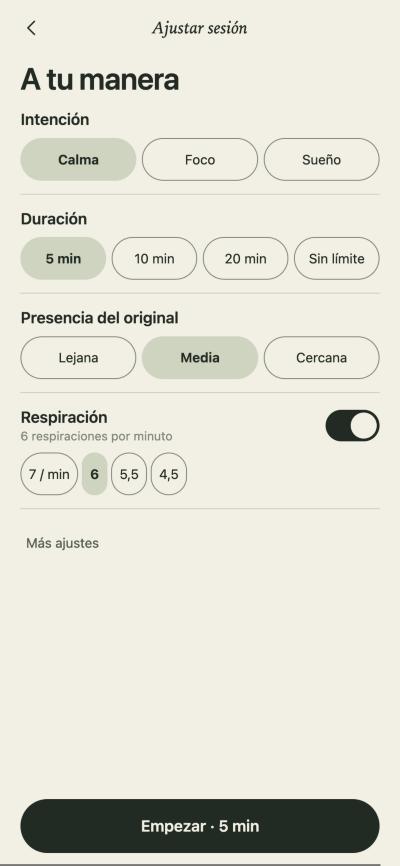 Ajustar sesión
A tu manera
Intención
Calma Foco Sueño
Duración
5 min 10 min 20 min Sin límite
Presencia del original
Lejana Media Cercana
Respiración
6 respiraciones por minuto
7 / min 6 5,5 4,5
Más ajustes
Empezar · 5 min